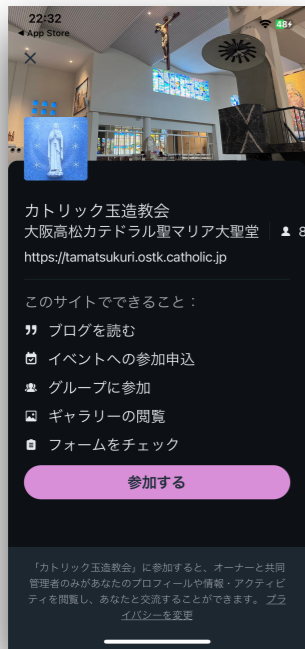 22:32
48
◀ App Store
カトリック玉造教会
大阪高松カテドラル聖マリア大聖堂
8
https://tamatsukuri.ostk.catholic.jp
このサイトでできること：
ブログを読む
イベントへの参加申込
グループに参加
ギャラリーの閲覧
フォームをチェック
参加する
「カトリック玉造教会」に参加すると、オーナーと共同
管理者のみがあなたのプロフィールや情報・アクティビ
ティを閲覧し、あなたと交流することができます。 プラ
イバシーを変更